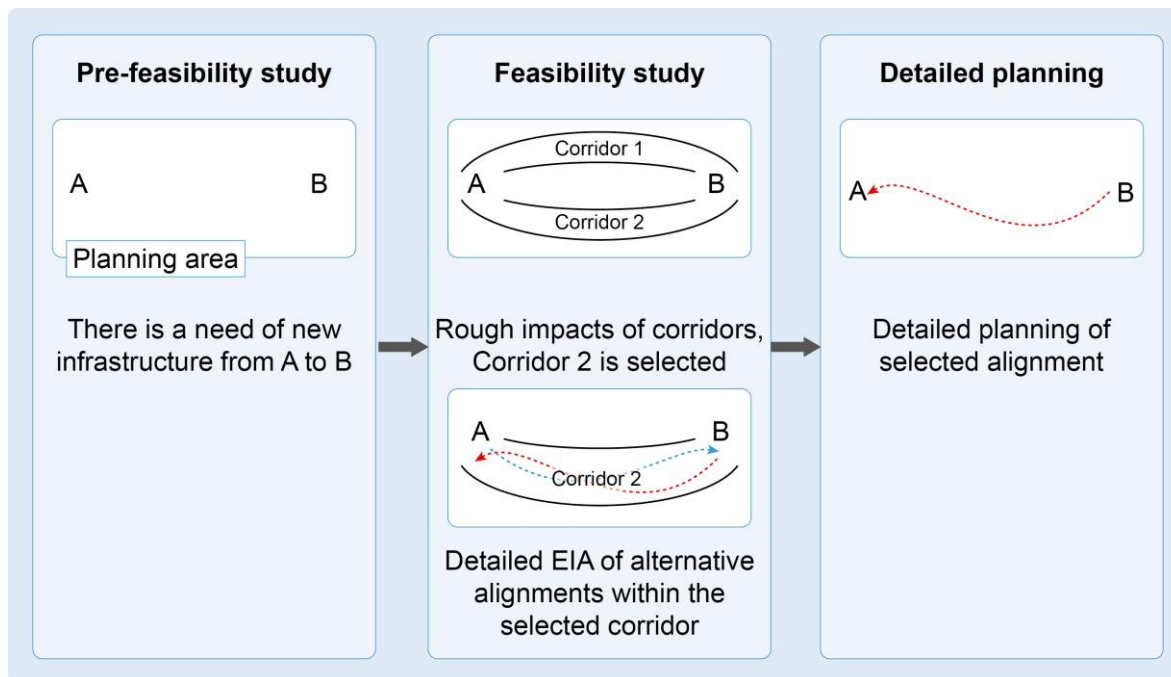 Pre-feasibility study
A
B
Planning area
There is a need of new
infrastructure from A to B
Feasibility study
Corridor 1
A
B
Corridor 2
Rough impacts of corridors,
Corridor 2 is selected
A
B
Corridor 2
Detailed EIA of alternative
alignments within the
selected corridor
Detailed planning
A
B
Detailed planning of
selected alignment